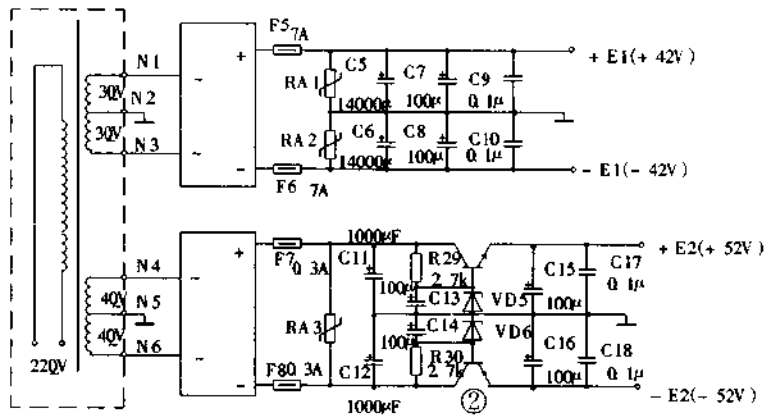 F5 7A
+ E1(+ 42V)
N1
~
+
C5
C7
C9
30V
N2
RA1
14000μ
100μ
0.1μ
30V
RA2
C6
C8
C10
N3
~
-
14000μ
100μ
0.1μ
F6 7A
- E1(- 42V)
1000μF
+ E2(+ 52V)
F7 0.3A
C11
R29
2.7k
C15
C17
0.1μ
N4
~
+
100μ
C13
VD5
100μ
40V
N5
RA3
C14
VD6
40V
100μ
R30
2.7k
C16
C18
N6
~
-
C12
100μ
0.1μ
220V
F8 0.3A
1000μF
②
- E2(- 52V)